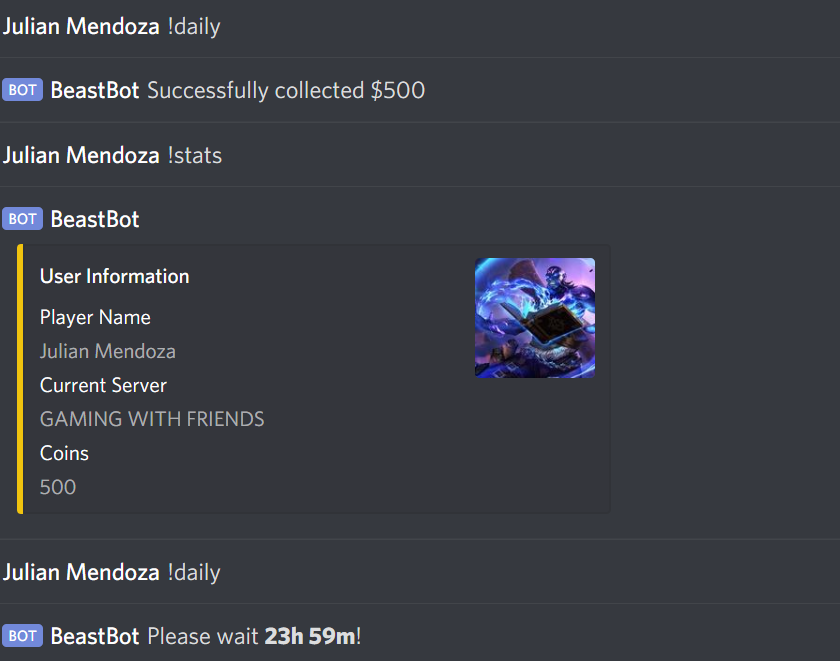 Julian Mendoza !daily
BOT BeastBot Successfully collected $500
Julian Mendoza !stats
BOT BeastBot
User Information
Player Name
Julian Mendoza
Current Server
GAMING WITH FRIENDS
Coins
500
Julian Mendoza !daily
BOT BeastBot Please wait 23h 59m!